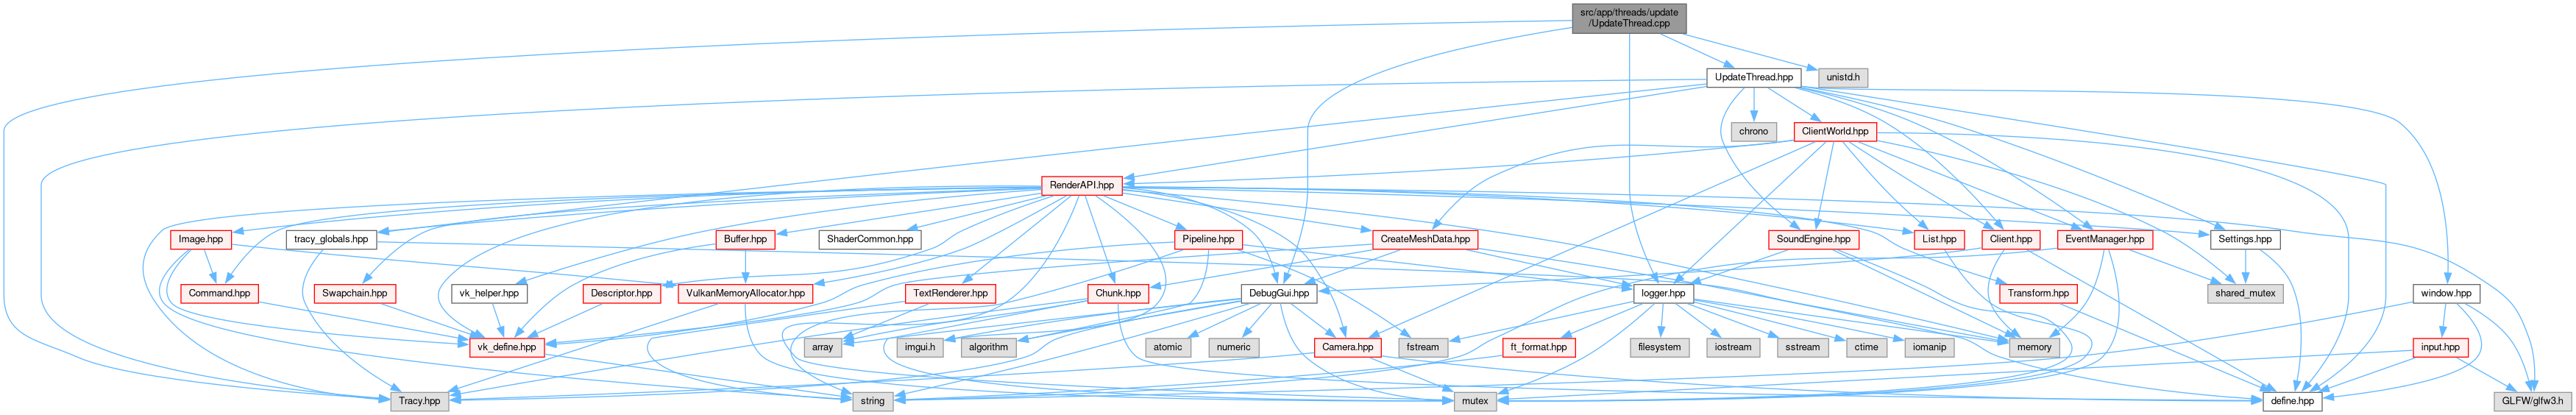 src/app/threads/update
/UpdateThread.cpp
UpdateThread.hpp
unistd.h
chrono
ClientWorld.hpp
RenderAPI.hpp
Image.hpp
tracy_globals.hpp
Buffer.hpp
ShaderCommon.hpp
Pipeline.hpp
CreateMeshData.hpp
SoundEngine.hpp
List.hpp
Client.hpp
EventManager.hpp
Settings.hpp
Command.hpp
Swapchain.hpp
vk_helper.hpp
Descriptor.hpp
VulkanMemoryAllocator.hpp
TextRenderer.hpp
Chunk.hpp
DebugGui.hpp
logger.hpp
Transform.hpp
shared_mutex
window.hpp
vk_define.hpp
array
imgui.h
algorithm
atomic
numeric
Camera.hpp
fstream
ft_format.hpp
filesystem
iostream
sstream
ctime
iomanip
memory
input.hpp
Tracy.hpp
string
mutex
define.hpp
GLFW/glfw3.h